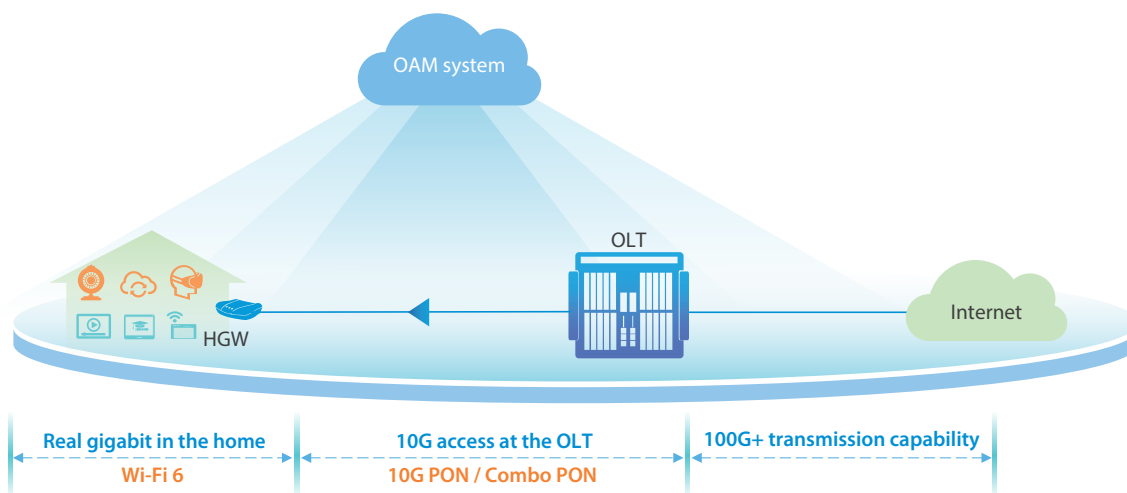 OAM system
OLT
Internet
HGW
Real gigabit in the home
10G access at the OLT
100G+ transmission capability
Wi-Fi 6
10G PON / Combo PON